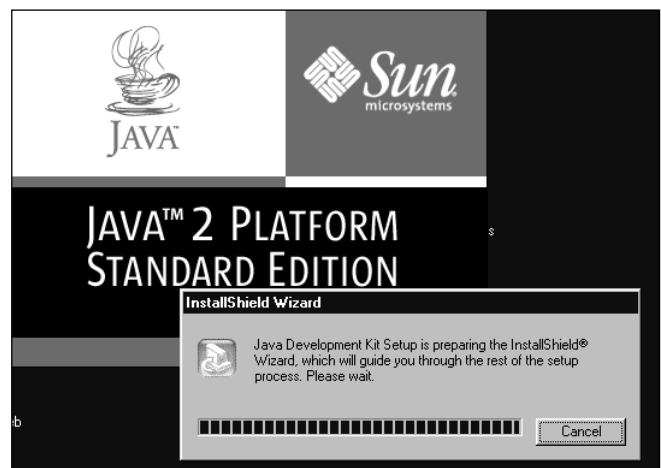 JAVA™
Sun
microsystems
JAVA™ 2 PLATFORM
STANDARD EDITION
s
InstallShield Wizard
Java Development Kit Setup is preparing the InstallShield®
Wizard, which will guide you through the rest of the setup
process. Please wait.
eb
Cancel